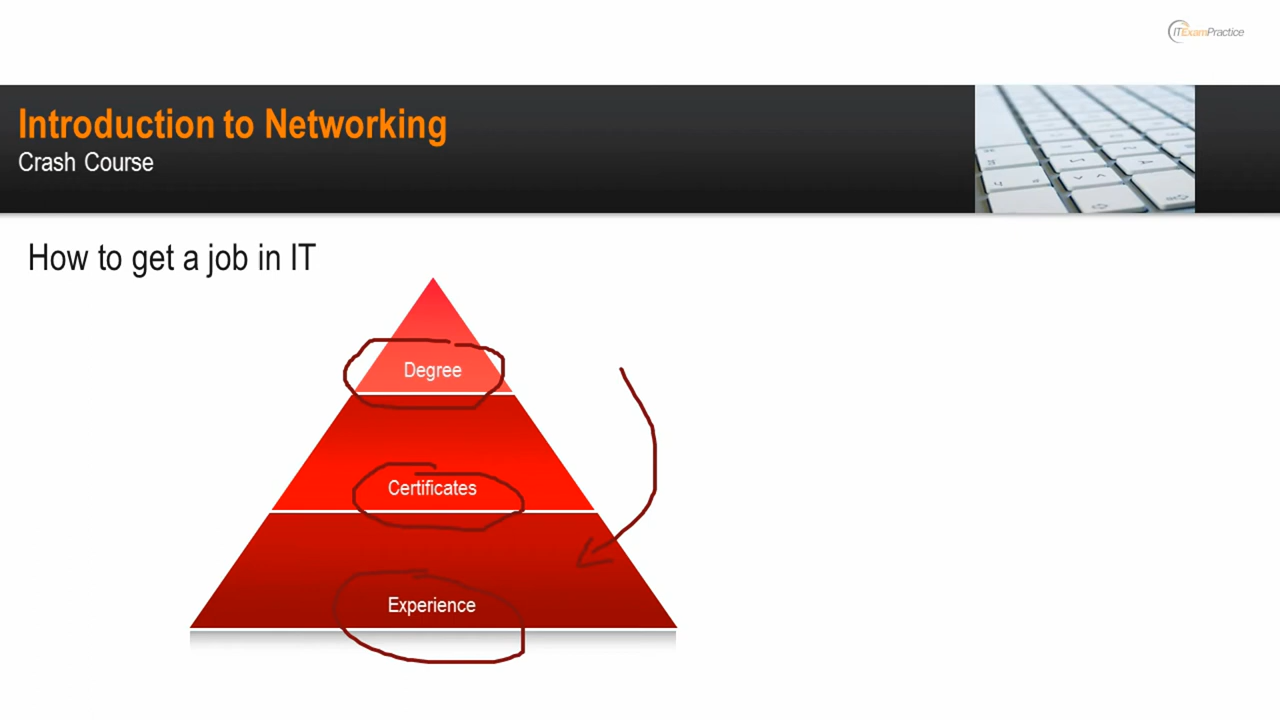 ITExamPractice
Introduction to Networking
Crash Course
How to get a job in IT
Degree
Certificates
Experience